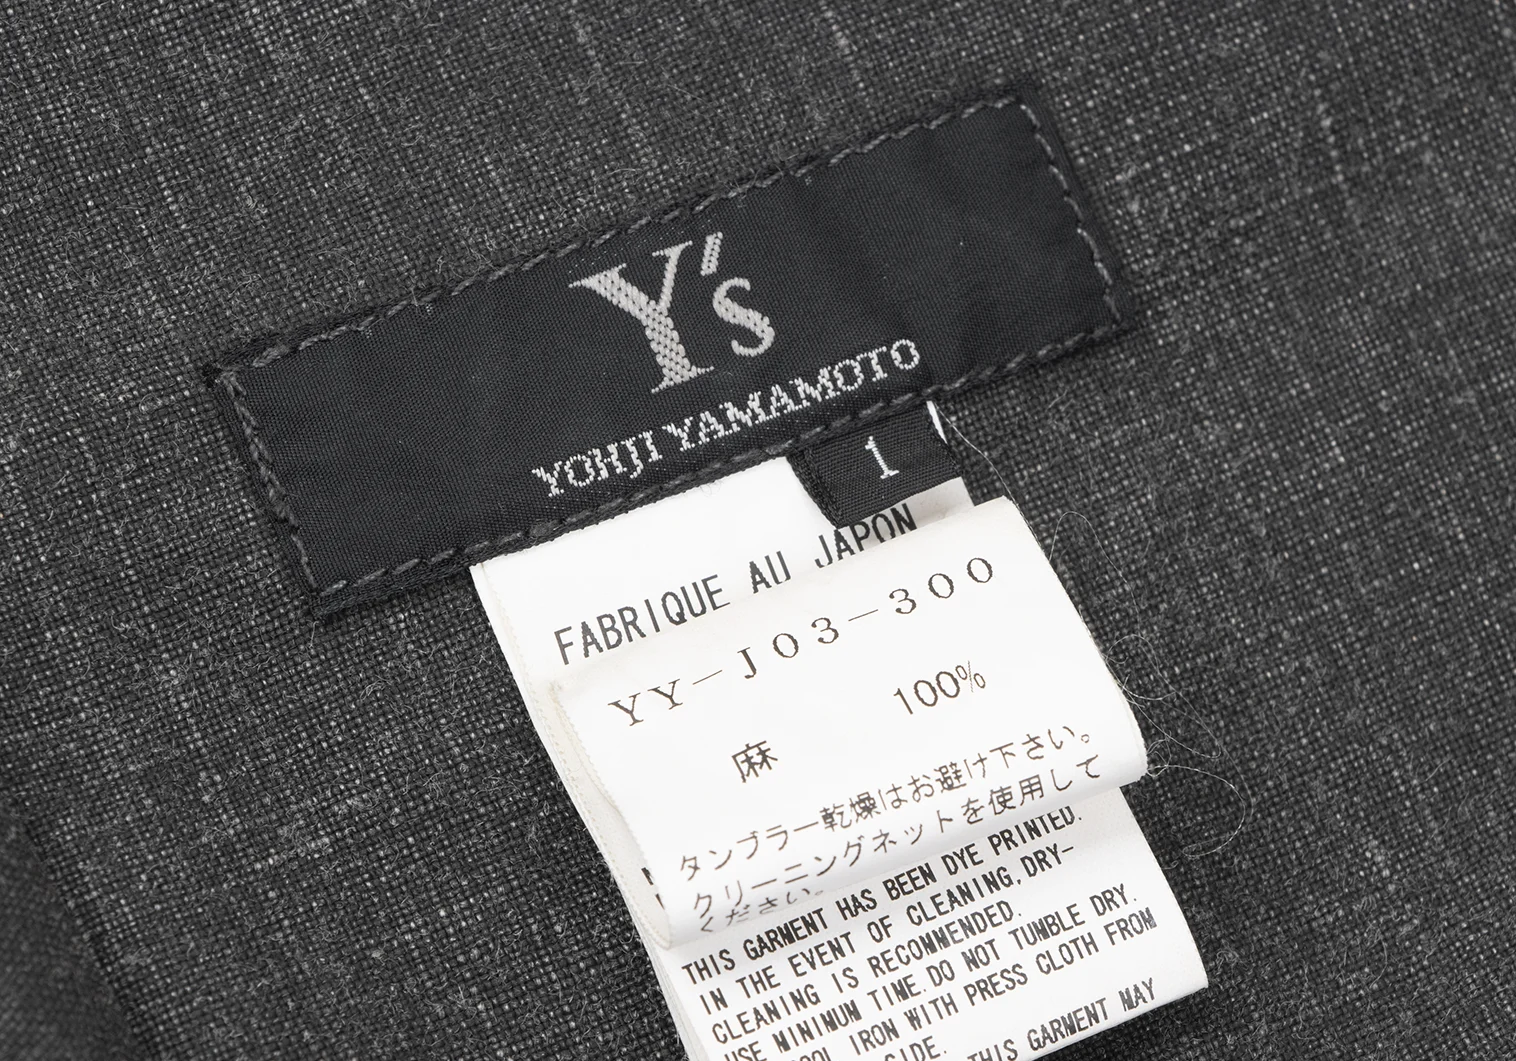 Y's
YOHJI YAMAMOTO
1
FABRIQUE AU JAPON
YY-J03-300
100%
麻
タンブラー乾燥はお避け下さい。
クリーニングネットを使用して
ください。
THIS GARMENT HAS BEEN DYE PRINTED.
IN THE EVENT OF CLEANING, DRY-
CLEANING IS RECOMMENDED.
USE MINIMUM TIME. DO NOT TUMBLE DRY.
IRON WITH PRESS CLOTH FROM
SIDE. THIS GARMENT MAY